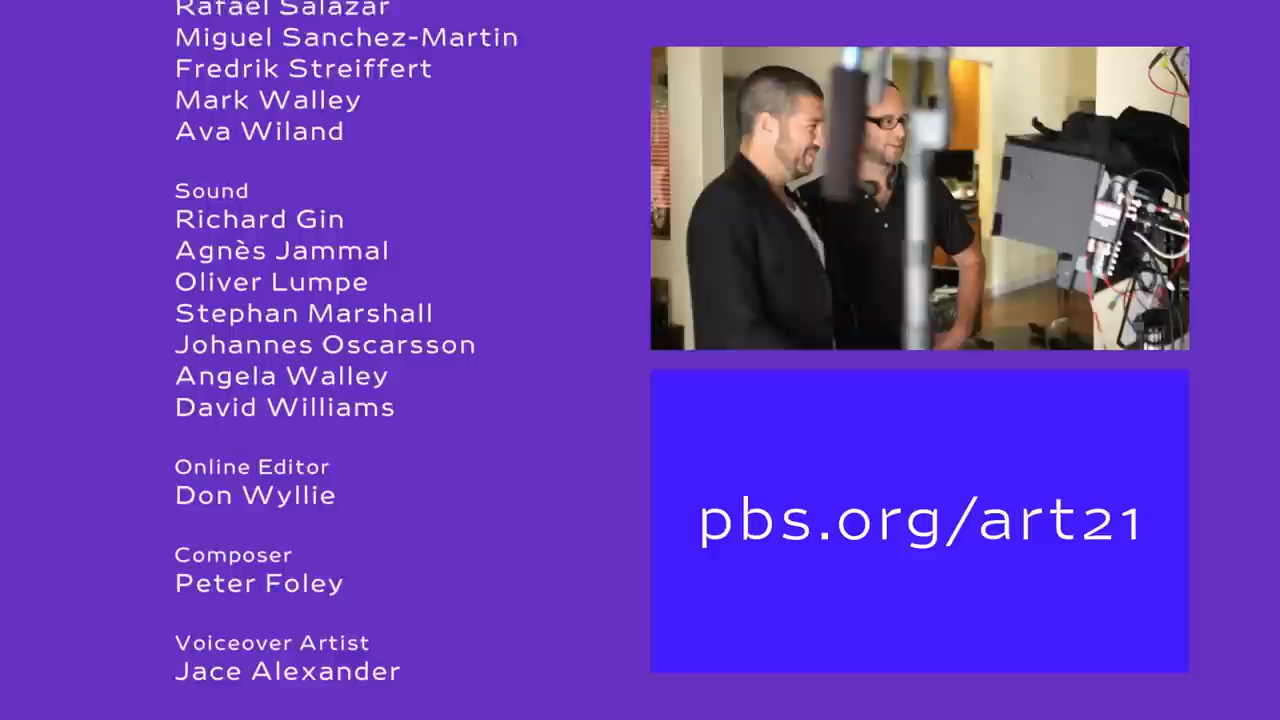 Rafael Salazar
Miguel Sanchez-Martin
Fredrik Streiffert
Mark Walley
Ava Wiland
Sound
Richard Gin
Agnès Jammal
Oliver Lumpe
Stephan Marshall
Johannes Oscarsson
Angela Walley
David Williams
Online Editor
Don Wyllie
Composer
Peter Foley
Voiceover Artist
Jace Alexander
pbs.org/art21